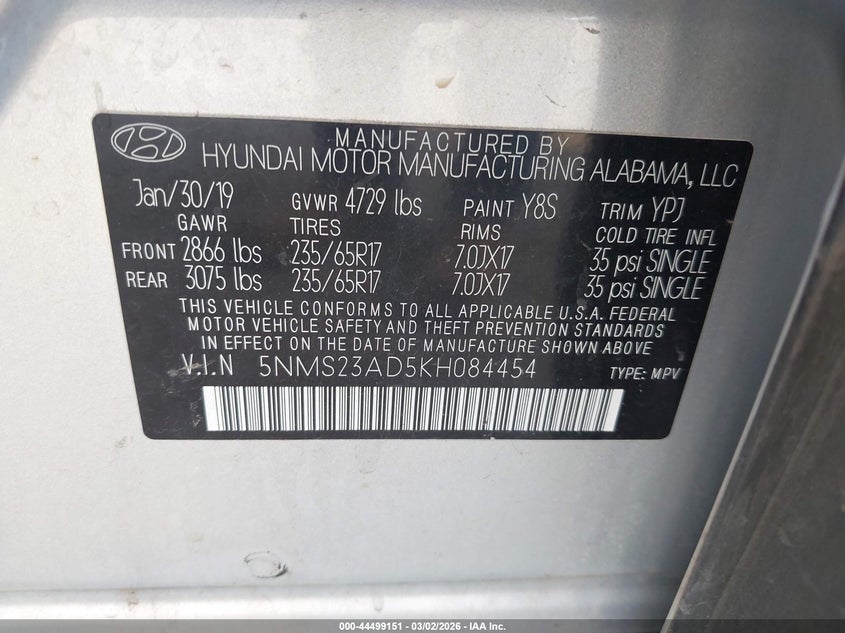 MANUFACTURED BY
HYUNDAI MOTOR MANUFACTURING ALABAMA, LLC
Jan/30/19 GVWR 4729 lbs PAINT Y8S TRIM YPJ
GAWR TIRES RIMS COLD TIRE INFL
FRONT 2866 lbs 235/65R17 7.0JX17 35 psi SINGLE
REAR 3075 lbs 235/65R17 7.0JX17 35 psi SINGLE
THIS VEHICLE CONFORMS TO ALL APPLICABLE U.S.A. FEDERAL
MOTOR VEHICLE SAFETY AND THEFT PREVENTION STANDARDS
IN EFFECT ON THE DATE OF MANUFACTURE SHOWN ABOVE.
V.I.N 5NMS23AD5KH084454 TYPE: MPV
000-44499151 - 03/02/2026 - IAA Inc.